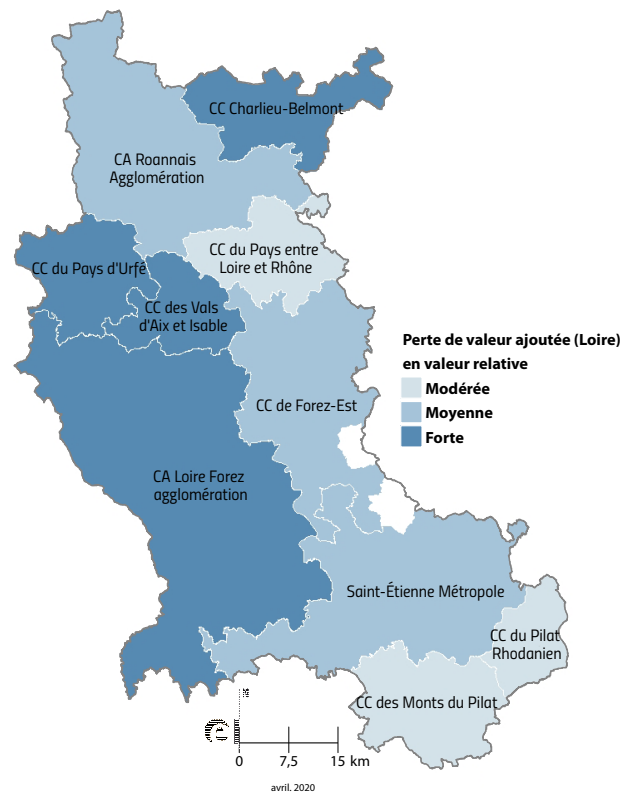 CC Charlieu-Belmont
CA Roannais
Agglomération
CC du Pays entre
Loire et Rhône
CC du Pays d'Urfé
CC des Vals
d'Aix et Isable
Perte de valeur ajoutée (Loire)
en valeur relative
Modérée
Moyenne
Forte
CC de Forez-Est
CA Loire Forez
agglomération
Saint-Étienne Métropole
CC du Pilat
Rhodanien
CC des Monts du Pilat
0 7,5 15 km
avril. 2020